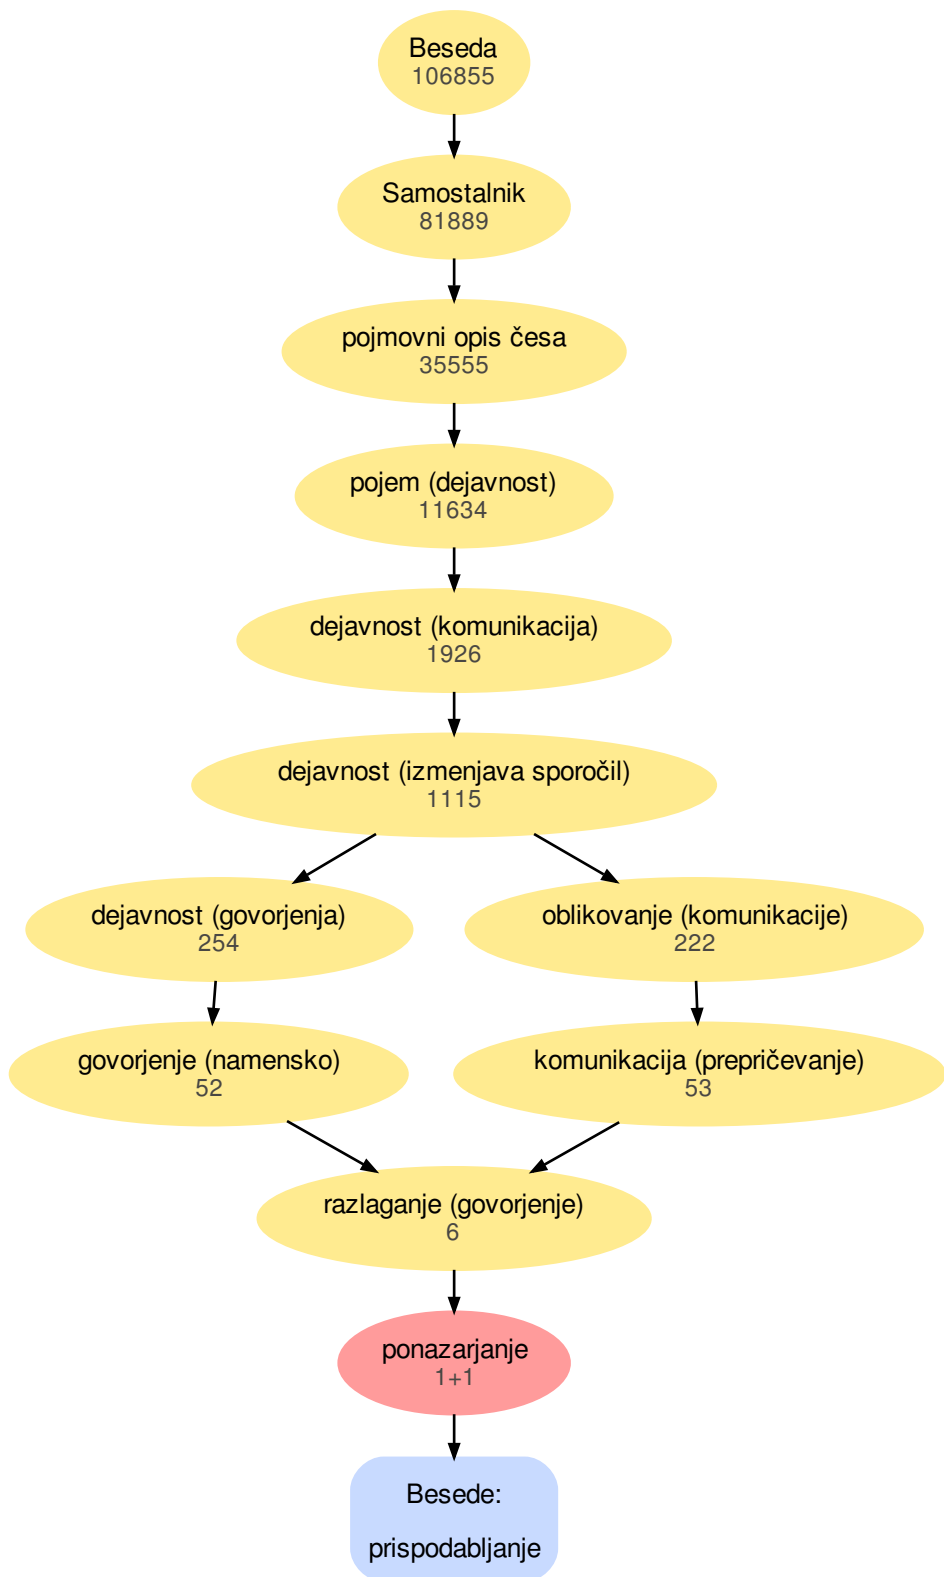 Beseda
106855
Samostalnik
81889
pojmovni opis česa
35555
pojem (dejavnost)
11634
dejavnost (komunikacija)
1926
dejavnost (izmenjava sporočil)
1115
dejavnost (govorjenja)
254
oblikovanje (komunikacije)
222
govorjenje (namensko)
52
komunikacija (prepričevanje)
53
razlaganje (govorjenje)
6
ponazarjanje
1+1
Besede:
prispodabljanje